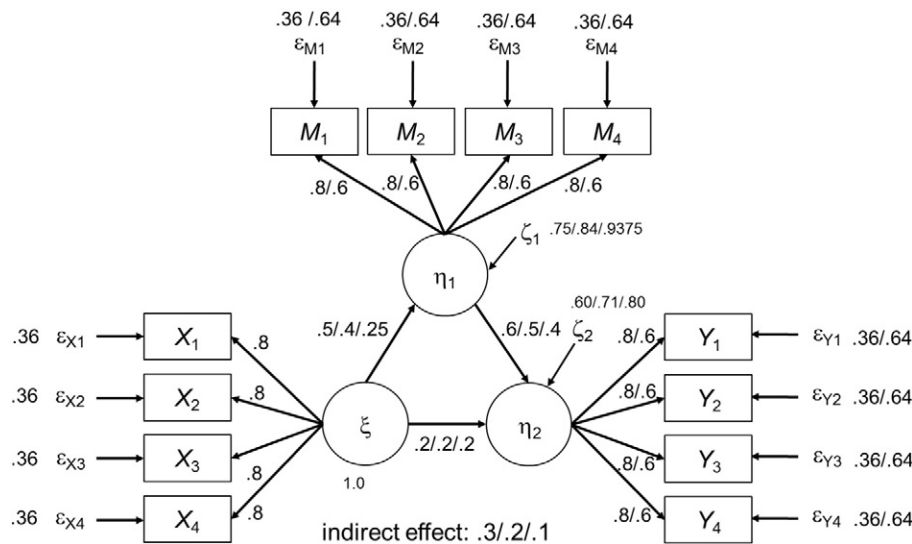 .36 /.64 .36/.64 .36/.64 .36/.64
εM1 εM2 εM3 εM4
M1 M2 M3 M4
.8/.6 .8/.6 .8/.6 .8/.6
ζ1 .75/.84/.9375
η1
.60/.71/.80
.5/.4/.25 .6/.5/.4 ζ2
.36 εX1 X1 .8 .8/.6 Y1 εY1 .36/.64
.36 εX2 X2 .8 .8/.6 Y2 εY2 .36/.64
ξ .2/.2/.2 η2
.36 εX3 X3 .8 .8/.6 Y3 εY3 .36/.64
1.0
.36 εX4 X4 .8 .8/.6 Y4 εY4 .36/.64
indirect effect: .3/.2/.1